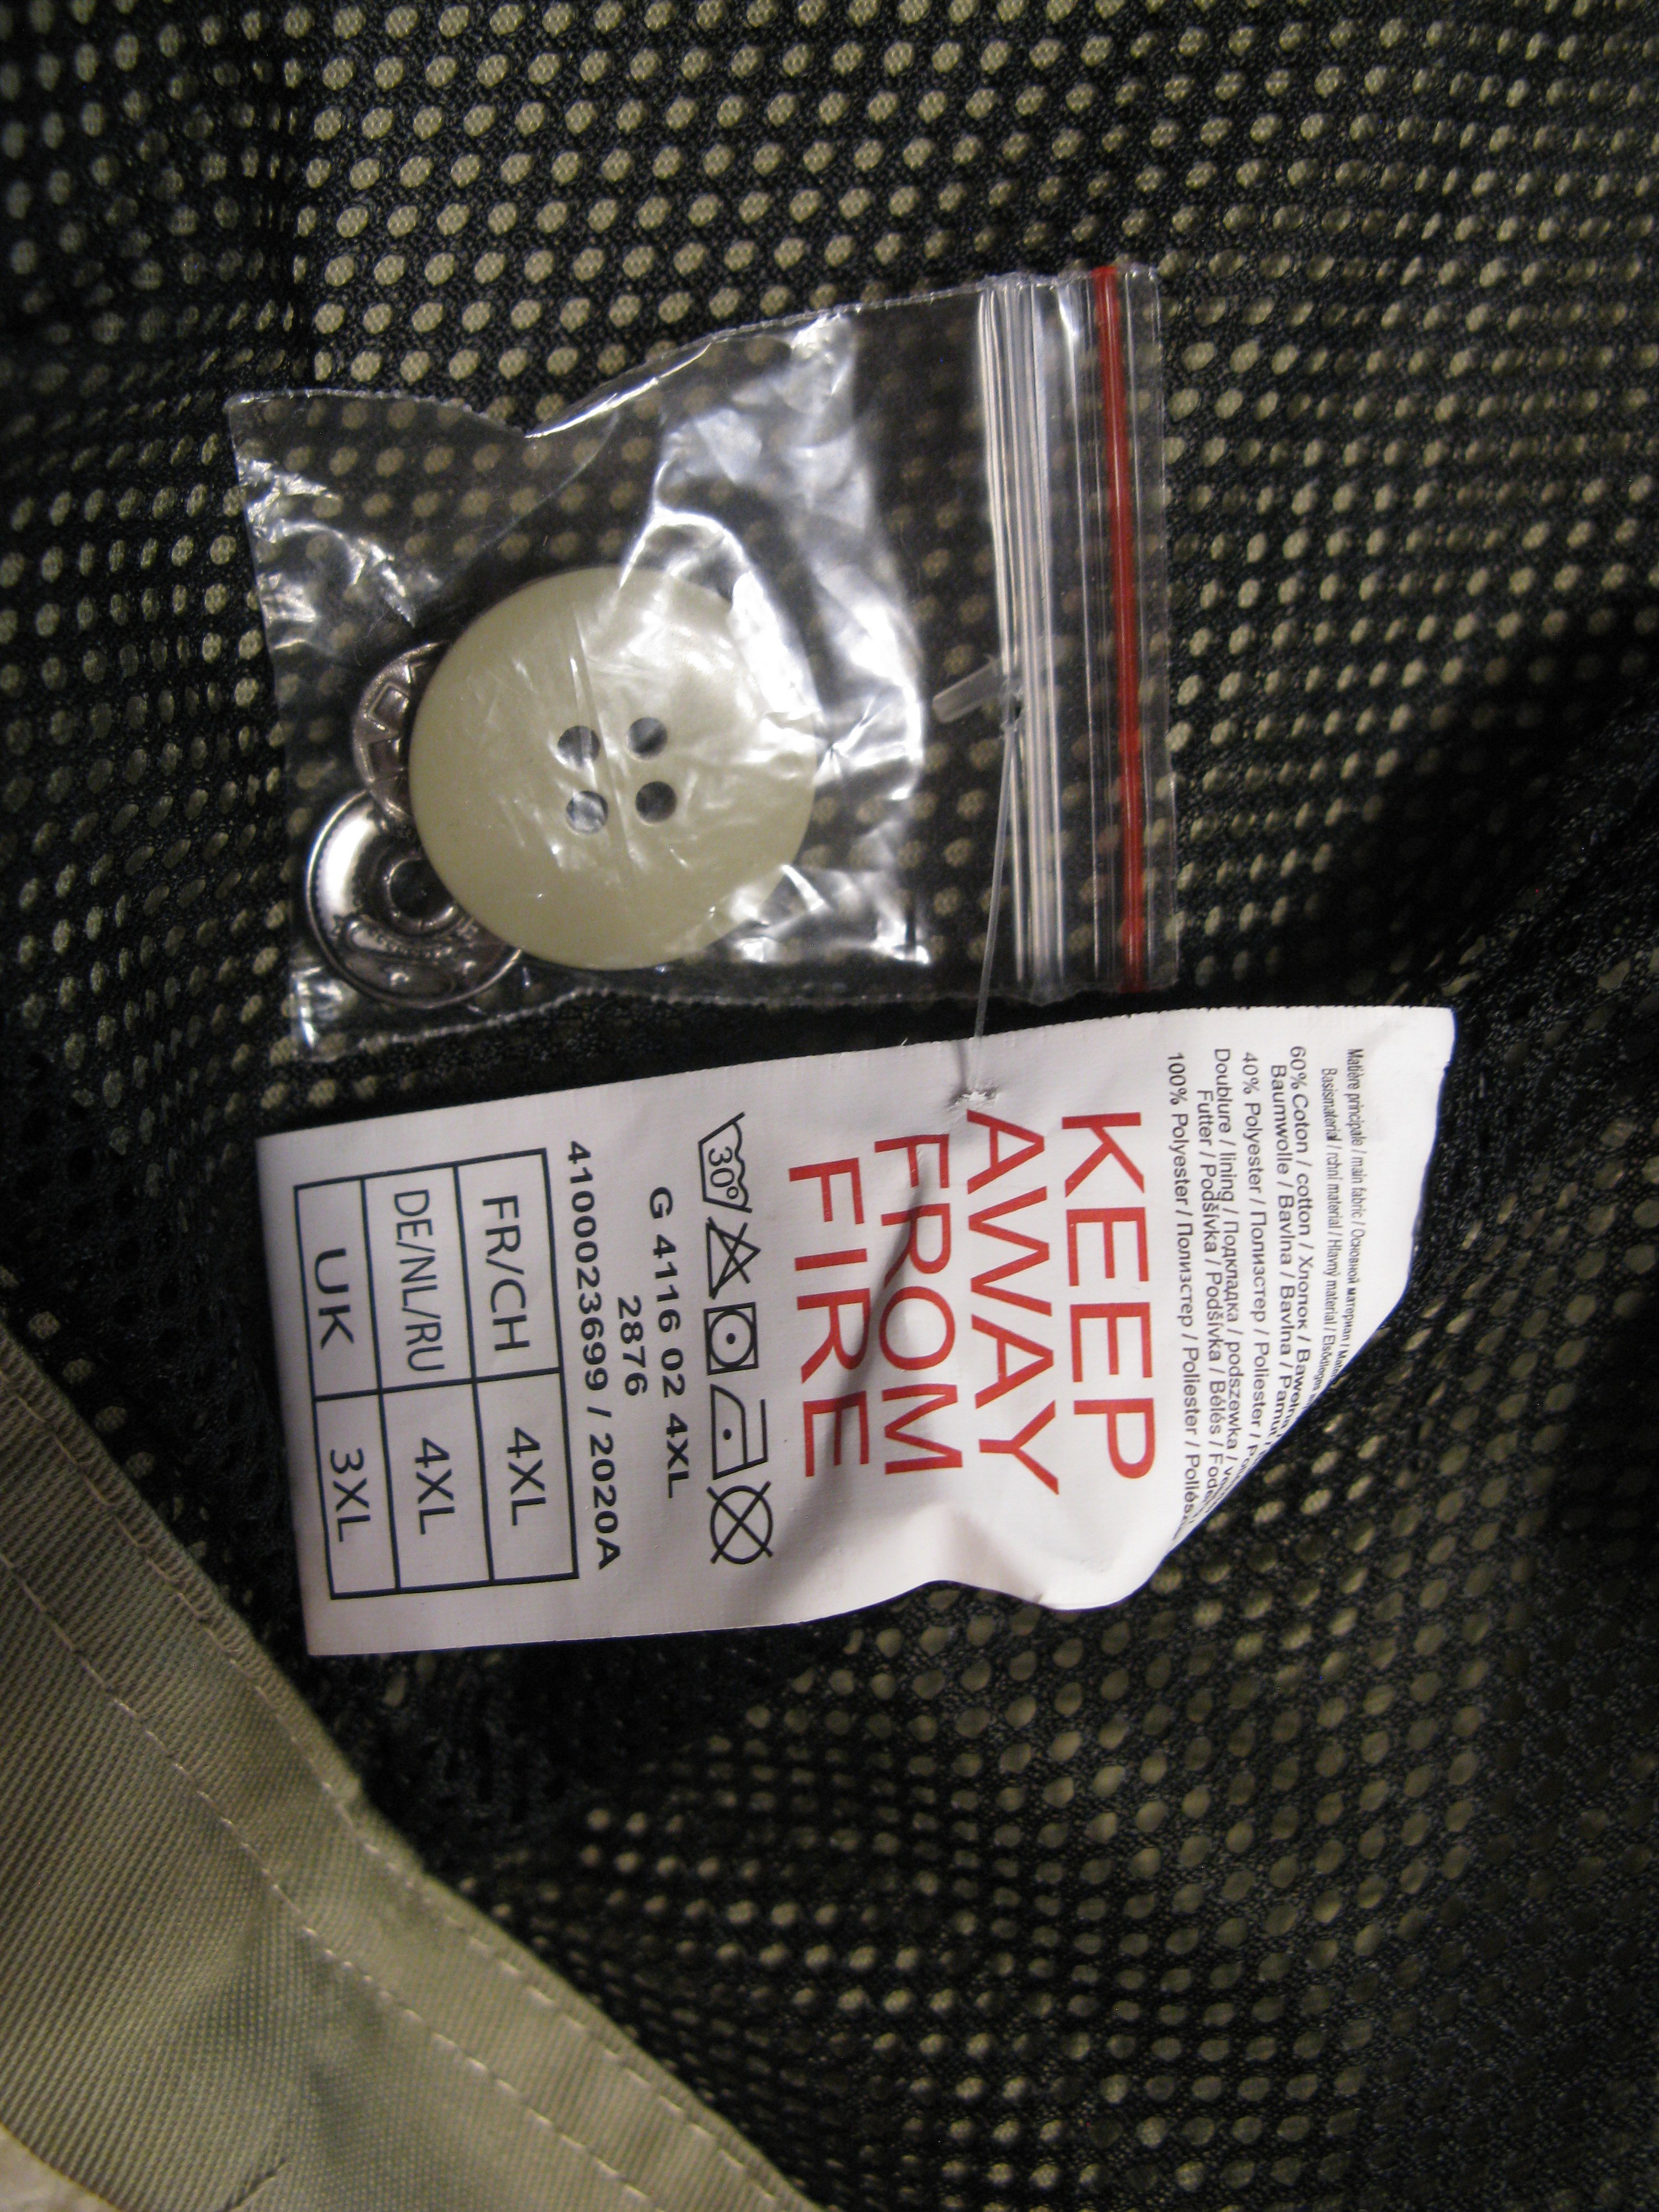 Matière principale / main fabric / Основной материал /
Basismaterial / rchní materiál / Hlavný materiál /
60% Coton / cotton / Хлопок / Bawełna
Baumwolle / Bavlna / Bavlna / Pamut
40% Polyester / Полиэстер / Poliester /
Doublure / lining / Подкладка / podszewka /
Futter / Podšívka / Podšívka / Bélés /
100% Polyester / Полиэстер / Poliester /
KEEP
AWAY
FROM
FIRE
30°
G 4116 02 4XL
2876
4100023699 / 2020A
FR/CH 4XL
DE/NL/RU 4XL
UK 3XL